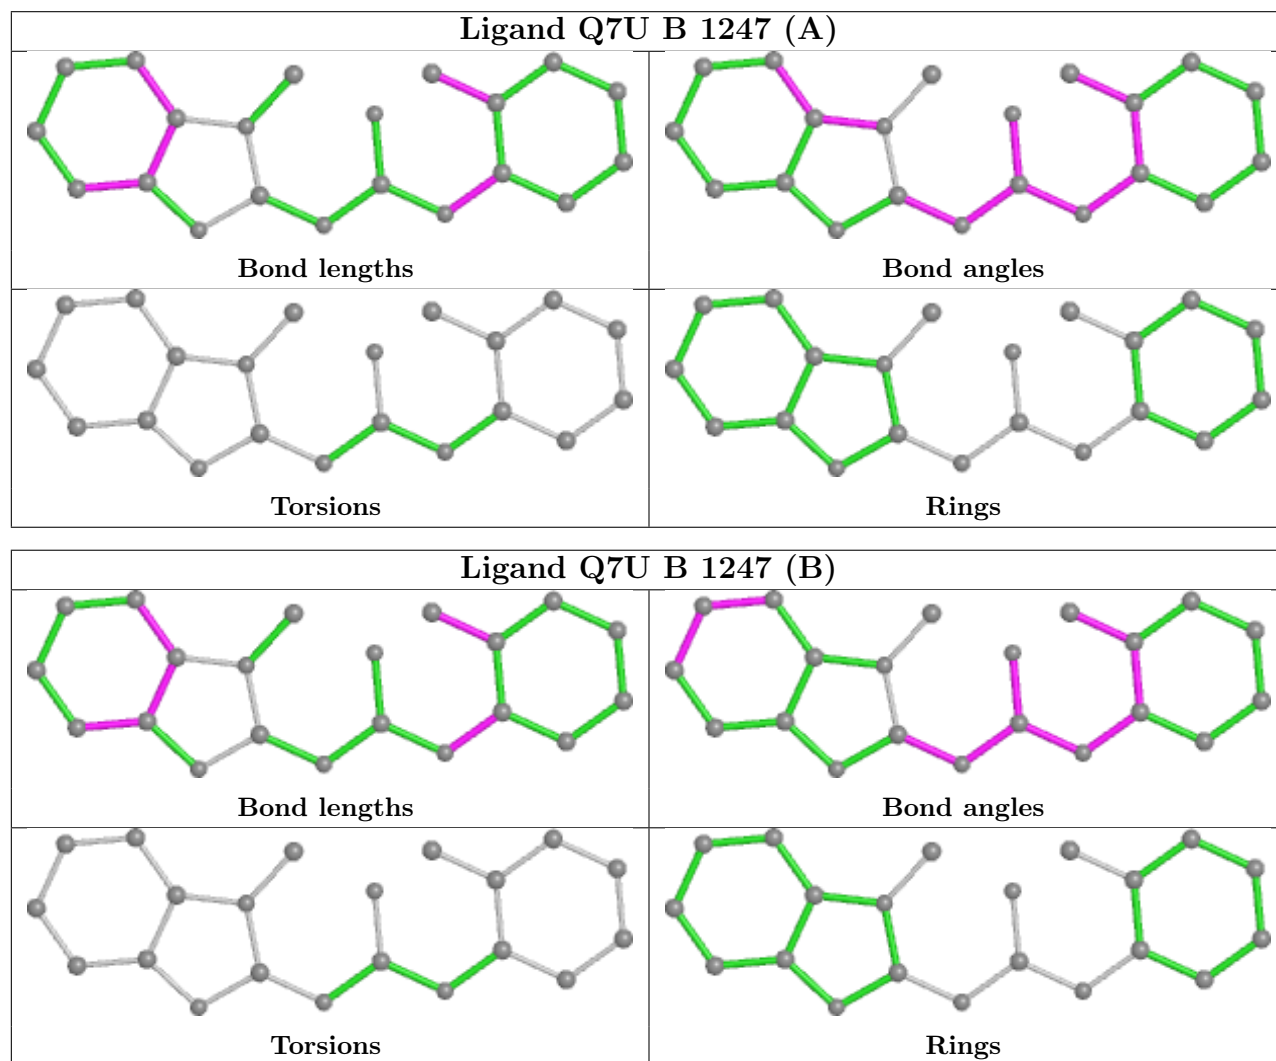 Ligand Q7U B 1247 (A)
Bond lengths
Bond angles
Torsions
Rings
Ligand Q7U B 1247 (B)
Bond lengths
Bond angles
Torsions
Rings